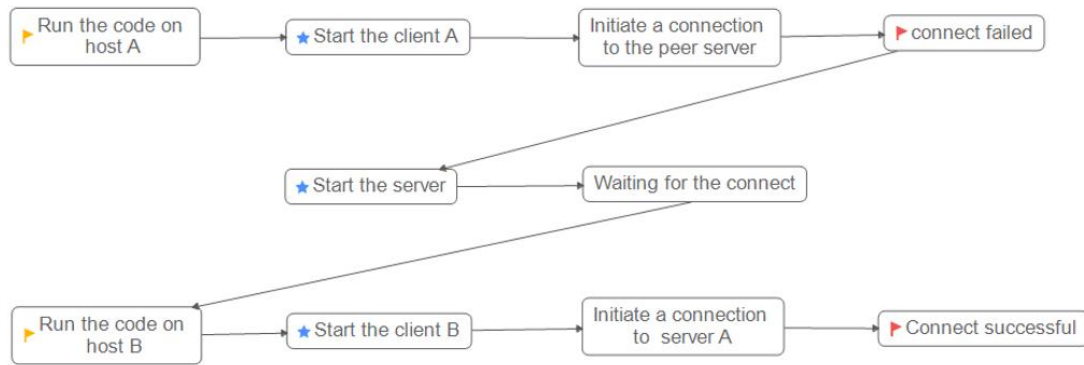 Run the code on
host A
Start the client A
Initiate a connection
to the peer server
connect failed
Start the server
Waiting for the connect
Run the code on
host B
Start the client B
Initiate a connection
to server A
Connect successful